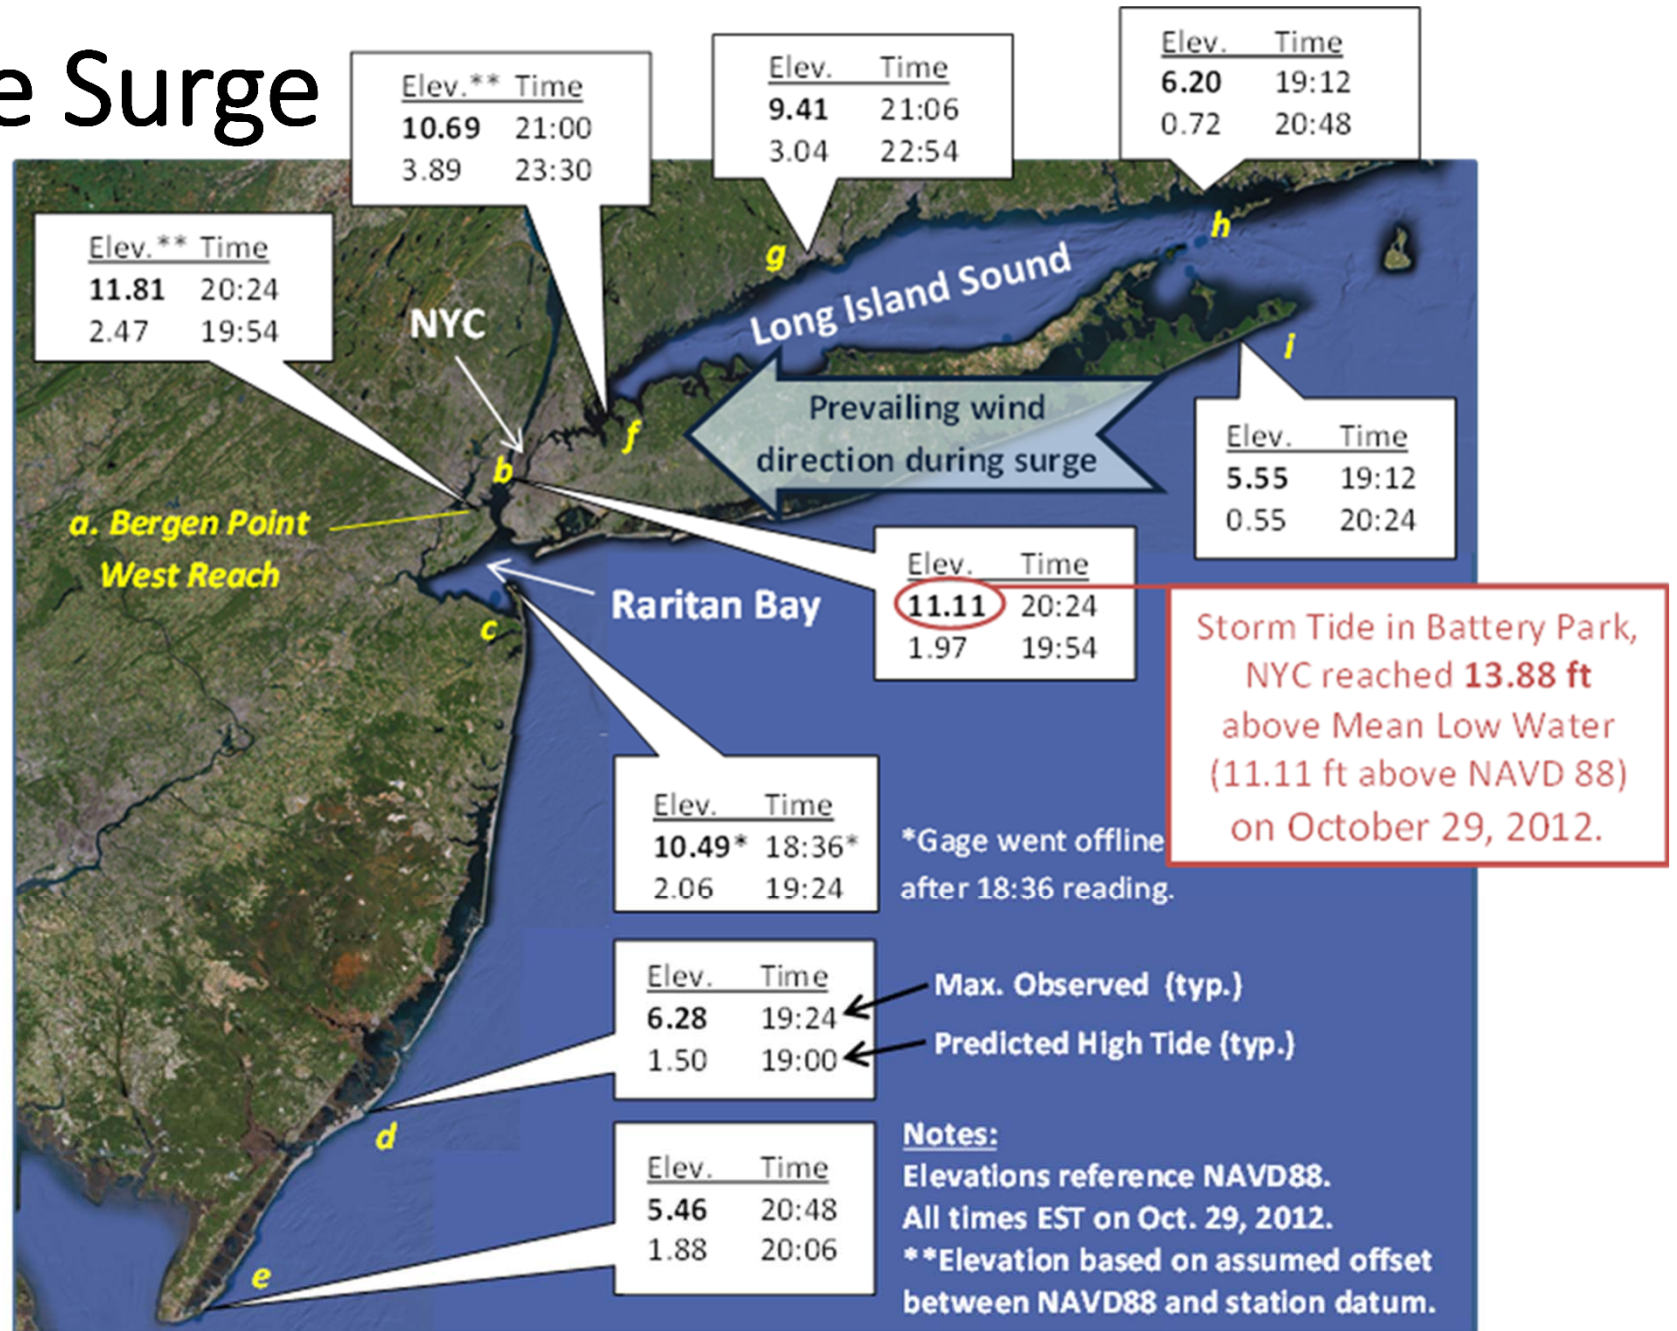 e Surge
Elev.** Time
10.69 21:00
3.89 23:30
Elev. Time
9.41 21:06
3.04 22:54
Elev. Time
6.20 19:12
0.72 20:48
Elev.** Time
11.81 20:24
2.47 19:54
NYC
g
h
Long Island Sound
i
f
b
Prevailing wind
direction during surge
Elev. Time
5.55 19:12
0.55 20:24
a. Bergen Point
West Reach
Raritan Bay
c
Elev. Time
11.11 20:24
1.97 19:54
Storm Tide in Battery Park,
NYC reached 13.88 ft
above Mean Low Water
(11.11 ft above NAVD 88)
on October 29, 2012.
Elev. Time
10.49* 18:36*
2.06 19:24
*Gage went offline
after 18:36 reading.
Elev. Time
6.28 19:24
1.50 19:00
Max. Observed (typ.)
Predicted High Tide (typ.)
d
Elev. Time
5.46 20:48
1.88 20:06
e
Notes:
Elevations reference NAVD88.
All times EST on Oct. 29, 2012.
**Elevation based on assumed offset
between NAVD88 and station datum.